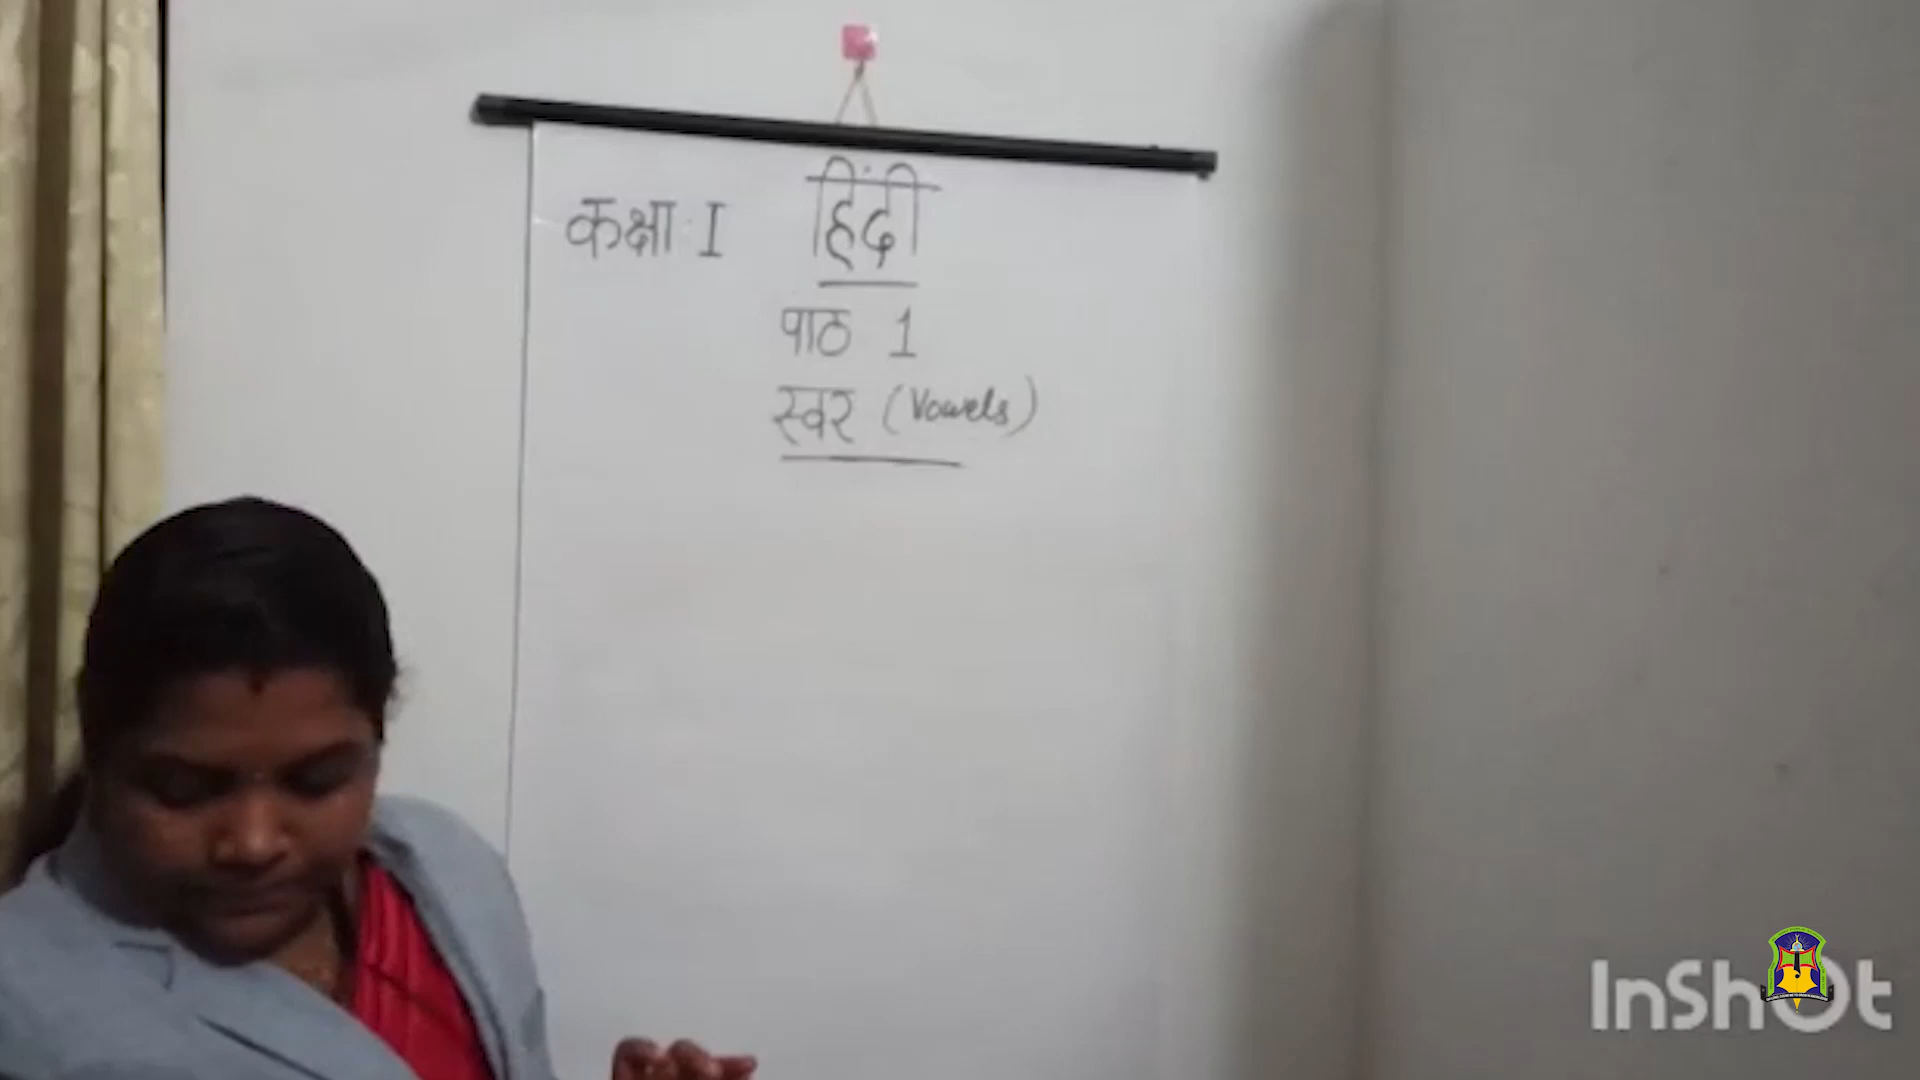 कक्षा : I हिंदी
पाठ 1
स्वर (Vowels)
InShOt